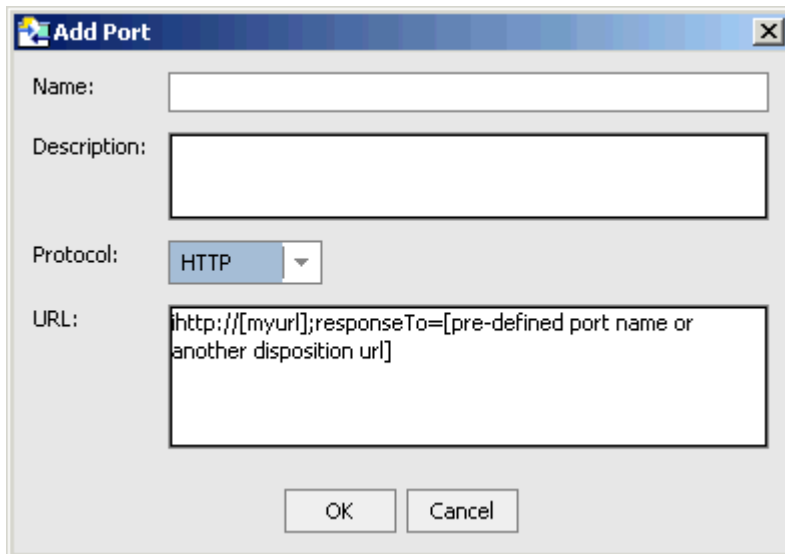 Add Port
Name:
Description:
Protocol:
HTTP
URL:
ihttp://[myurl];responseTo=[pre-defined port name or
another disposition url]
OK
Cancel